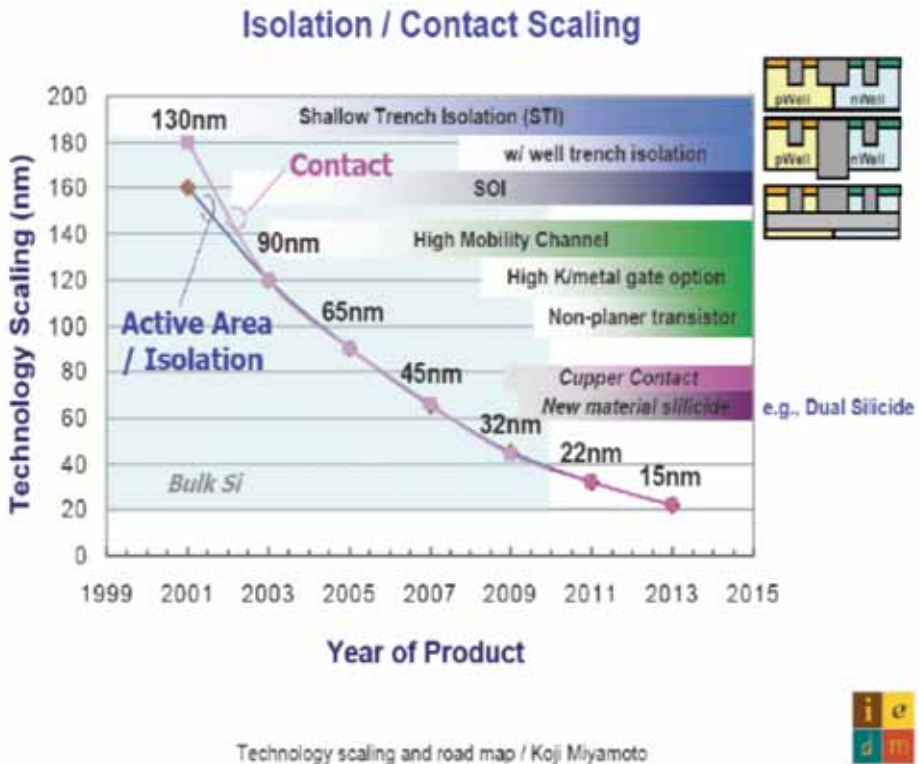 Isolation / Contact Scaling
pWell nWell
pWell nWell
Technology Scaling (nm)
200
180
160
140
120
100
80
60
40
20
0
130nm
90nm
65nm
45nm
32nm
22nm
15nm
Contact
Active Area
/ Isolation
Bulk Si
Shallow Trench Isolation (STI)
w/ well trench isolation
SOI
High Mobility Channel
High K/metal gate option
Non-planer transistor
Cupper Contact
New material slilicide
e.g., Dual Silicide
1999 2001 2003 2005 2007 2009 2011 2013 2015
Year of Product
Technology scaling and road map / Koji Miyamoto
i e
d m